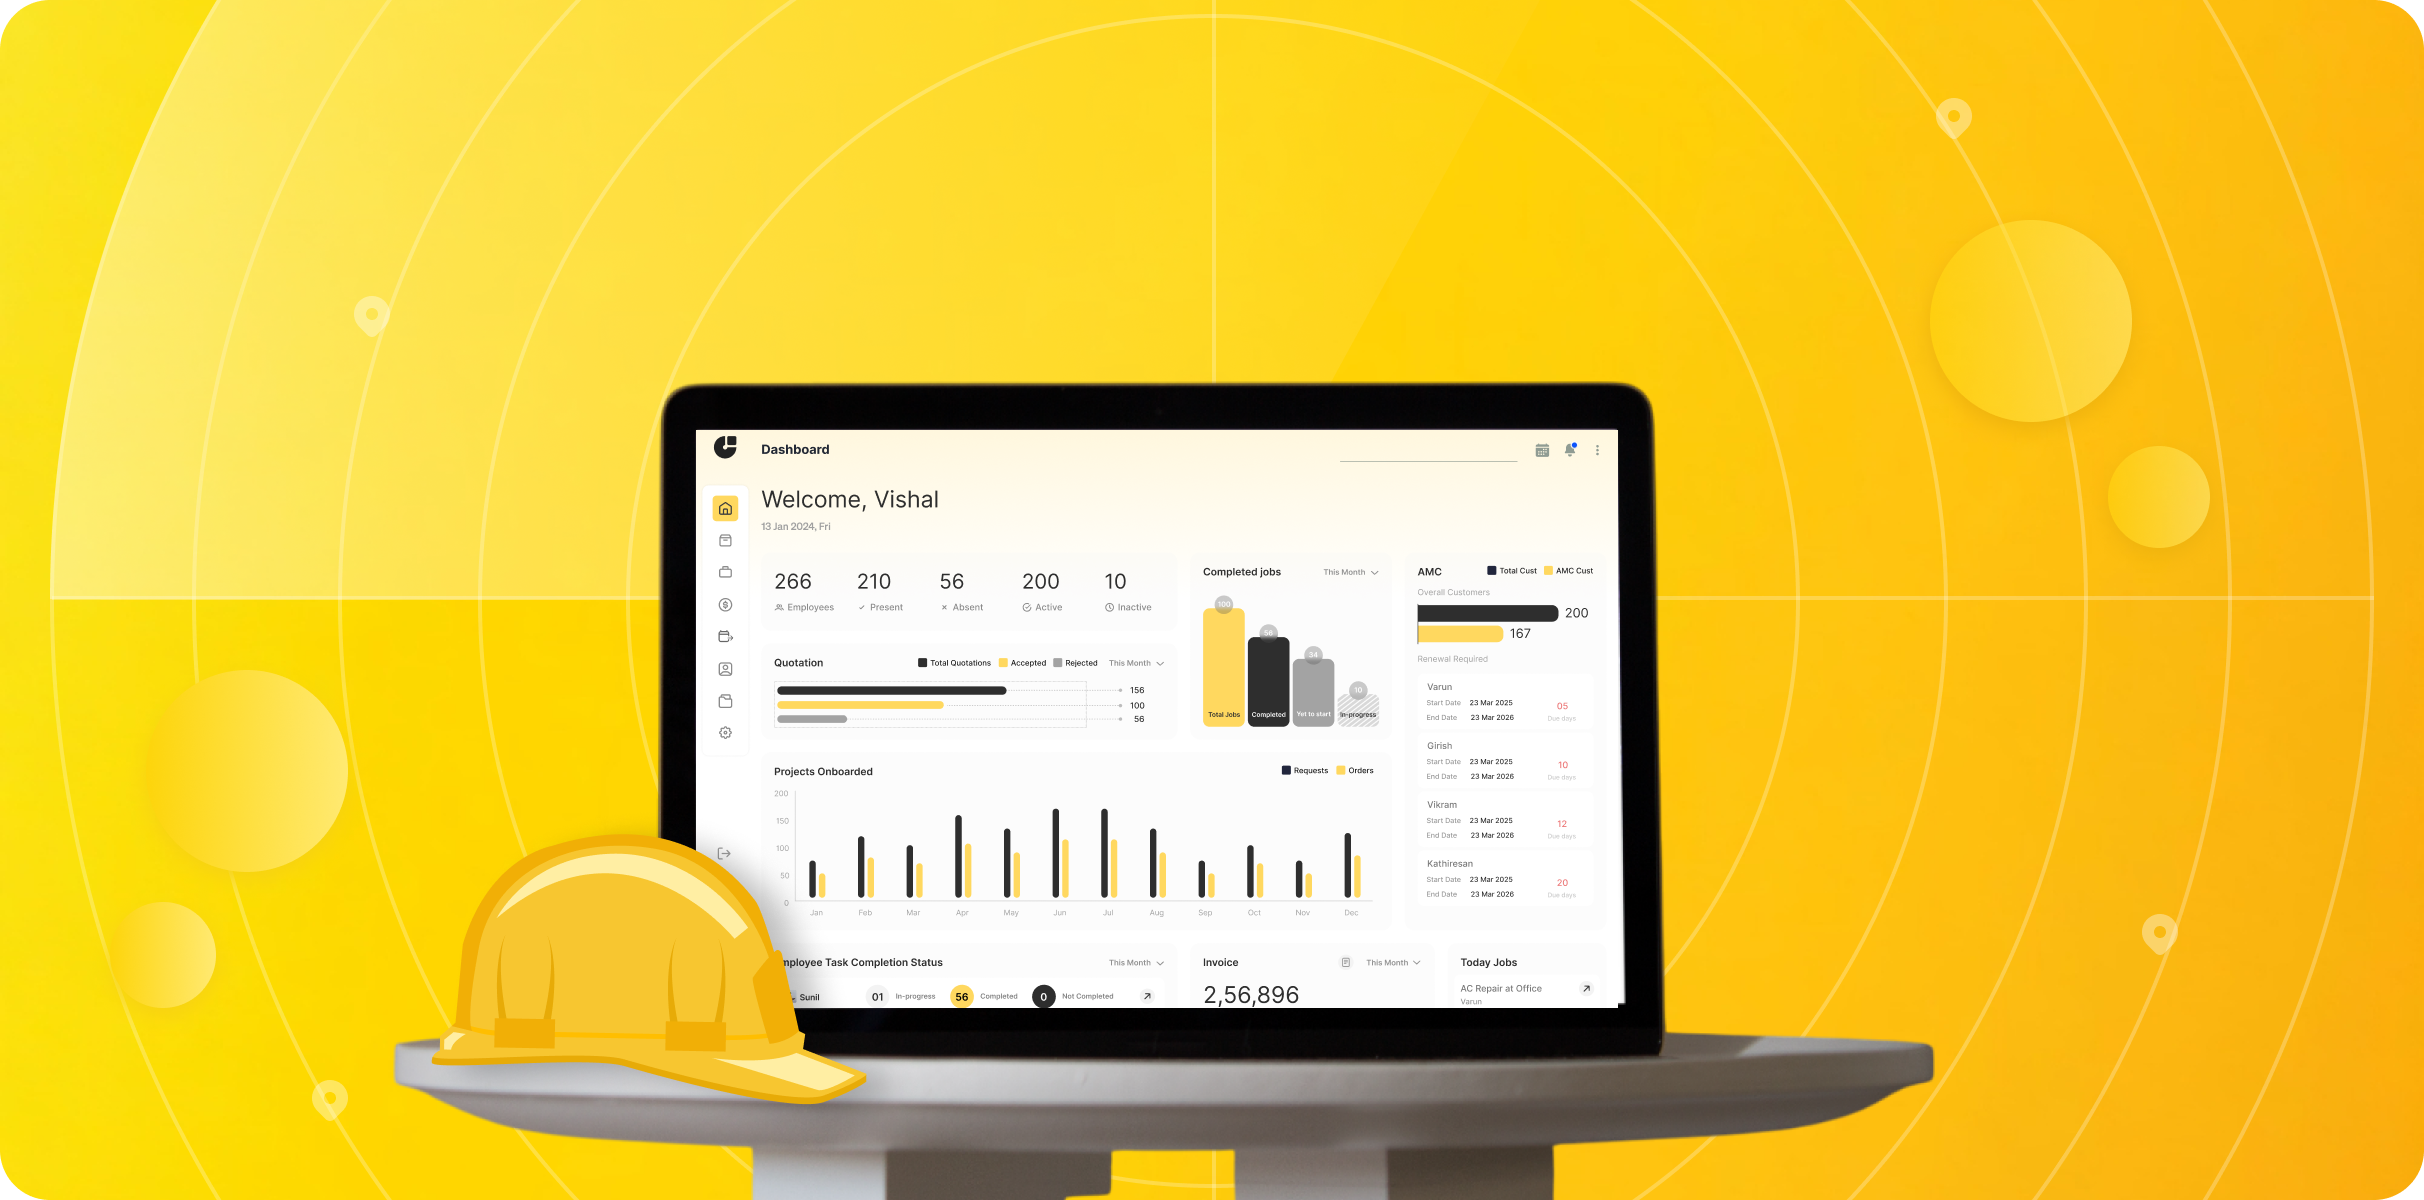 Dashboard
Welcome, Vishal
13 Jan 2024, Fri
266 210 56 200 10
Employees Present Absent Active Inactive
Quotation Total Quotations Accepted Rejected This Month
156
100
56
Completed jobs This Month
100
56
34
10
Total Jobs Completed Yet to start In-progress
AMC Total Cust AMC Cust
Overall Customers
200
167
Renewal Required
Varun
Start Date 23 Mar 2025 05
End Date 23 Mar 2026 Due days
Girish
Start Date 23 Mar 2025 10
End Date 23 Mar 2026 Due days
Vikram
Start Date 23 Mar 2025 12
End Date 23 Mar 2026 Due days
Kathiresan
Start Date 23 Mar 2025 20
End Date 23 Mar 2026 Due days
Projects Onboarded Requests Orders
200
150
100
50
0
Jan Feb Mar Apr May Jun Jul Aug Sep Oct Nov Dec
mployee Task Completion Status This Month
Sunil 01 In-progress 56 Completed 0 Not Completed
Invoice This Month
2,56,896
Today Jobs
AC Repair at Office
Varun